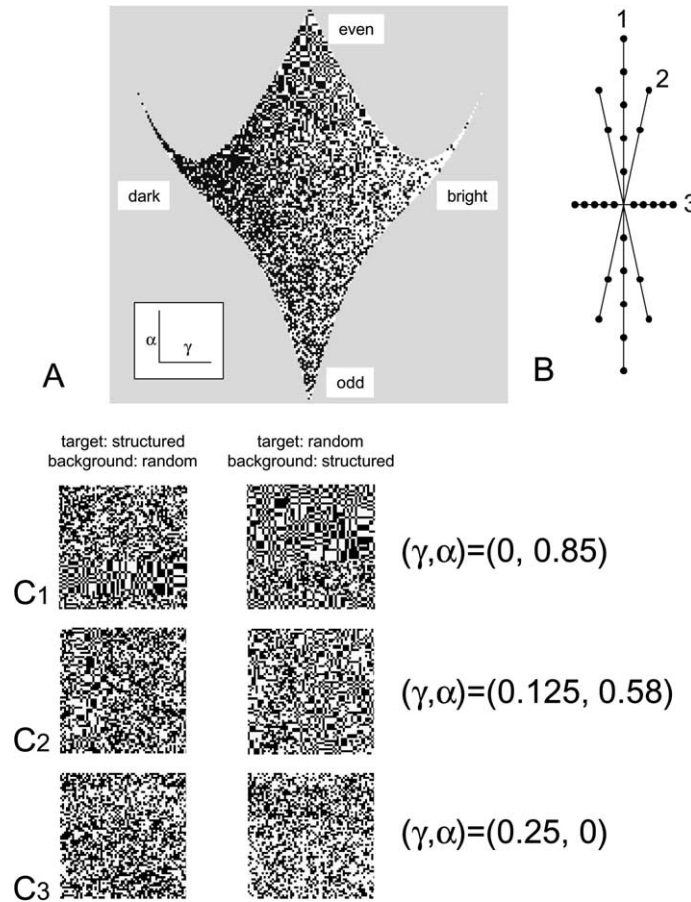 even
dark
bright
α
γ
odd
A
1
2
3
B
target: structured
background: random
target: random
background: structured
C1
(γ,α)=(0, 0.85)
C2
(γ,α)=(0.125, 0.58)
C3
(γ,α)=(0.25, 0)